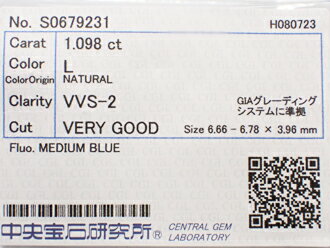 No. S0679231 H080723
Carat 1.098 ct
Color L
ColorOrigin NATURAL
Clarity VVS-2
GIAグレーディング
システムに準拠
Cut VERY GOOD Size 6.66 - 6.78 × 3.96 mm
Fluo. MEDIUM BLUE
中央宝石研究所® CENTRAL GEM
LABORATORY